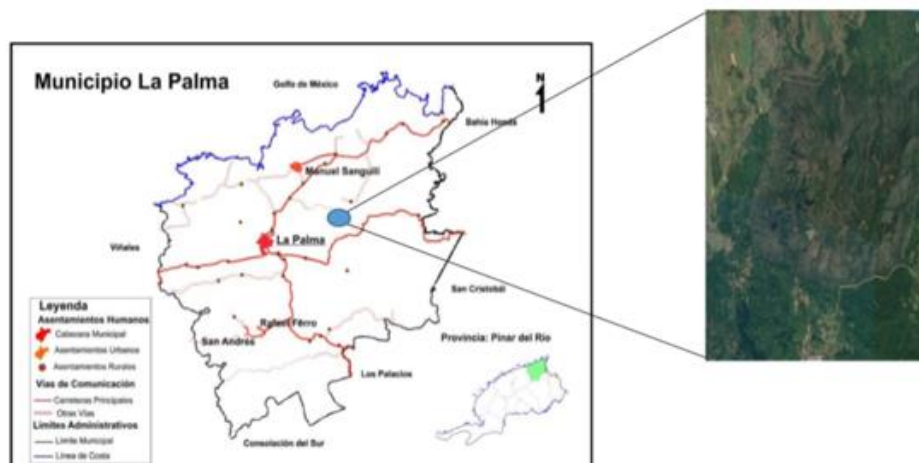 Municipio La Palma
Golfo de México
N
Bahía Honda
Manuel Sanguilí
La Palma
Viñales
San Cristóbal
Leyenda
Asentamientos Humanos
Cabecera Municipal
Asentamientos Urbanos
Asentamientos Rurales
Vías de Comunicación
Carreteras Principales
Otras Vías
Límites Administrativos
Límite Municipal
Línea de Costa
Rafael Ferro
San Andrés
Provincia: Pinar del Río
Los Palacios
Consolación del Sur